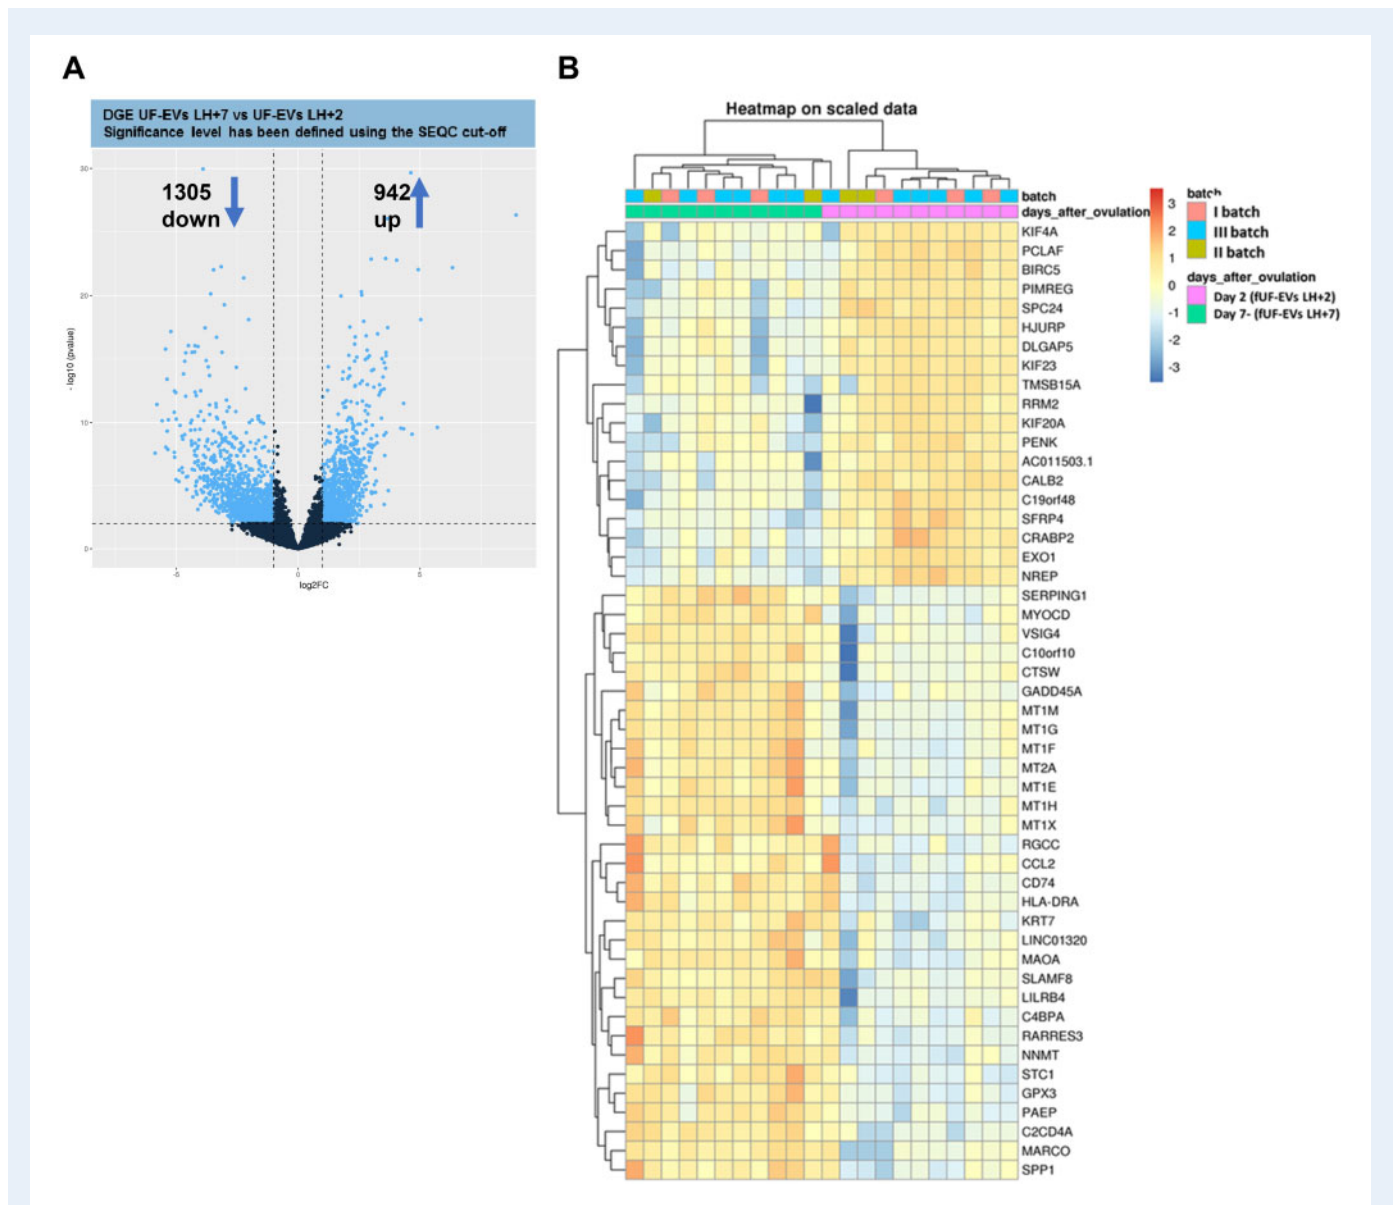 A
B
DGE UF-EVs LH+7 vs UF-EVs LH+2
Significance level has been defined using the SEQC cut-off
1305
down
942
up
30
20
10
0
-5
0
5
- log10 (pvalue)
log2FC
Heatmap on scaled data
batch
days_after_ovulation
KIF4A
PCLAF
BIRC5
PIMREG
SPC24
HJURP
DLGAP5
KIF23
TMSB15A
RRM2
KIF20A
PENK
AC011503.1
CALB2
C19orf48
SFRP4
CRABP2
EXO1
NREP
SERPING1
MYOCD
VSIG4
C10orf10
CTSW
GADD45A
MT1M
MT1G
MT1F
MT2A
MT1E
MT1H
MT1X
RGCC
CCL2
CD74
HLA-DRA
KRT7
LINC01320
MAOA
SLAMF8
LILRB4
C4BPA
RARRES3
NNMT
STC1
GPX3
PAEP
C2CD4A
MARCO
SPP1
3
2
1
0
-1
-2
-3
batch
I batch
III batch
II batch
days_after_ovulation
Day 2 (fUF-EVs LH+2)
Day 7- (fUF-EVs LH+7)